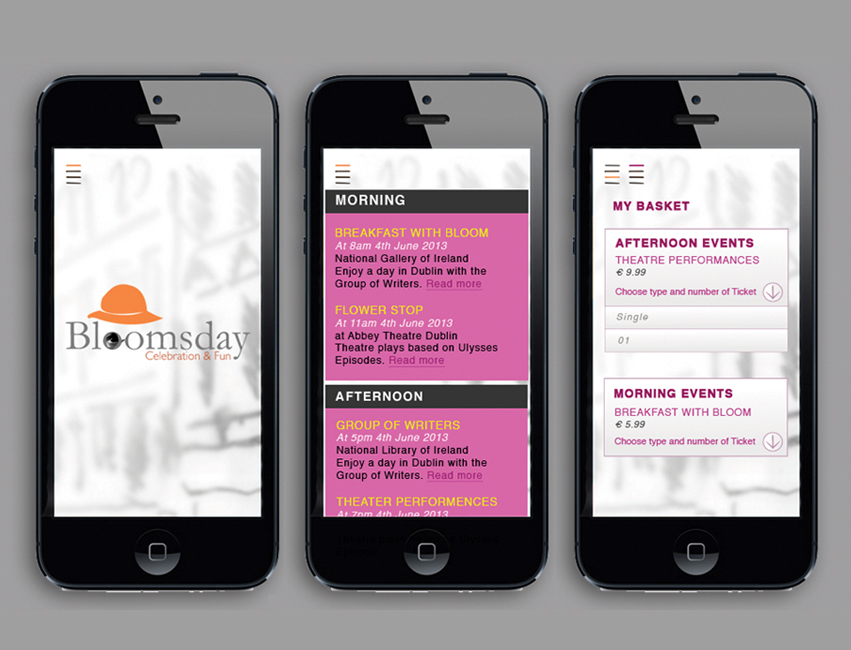 Bloomsday
Celebration & Fun
MORNING
BREAKFAST WITH BLOOM
At 8am 4th June 2013
National Gallery of Ireland
Enjoy a day in Dublin with the
Group of Writers. Read more
FLOWER STOP
At 11am 4th June 2013
at Abbey Theatre Dublin
Theatre plays based on Ulysses
Episodes. Read more
AFTERNOON
GROUP OF WRITERS
At 5pm 4th June 2013
National Library of Ireland
Enjoy a day in Dublin with the
Group of Writers. Read more
THEATER PERFORMENCES
At 7pm 4th June 2013
MY BASKET
AFTERNOON EVENTS
THEATRE PERFORMANCES
€ 9.99
Choose type and number of Ticket
Single
01
MORNING EVENTS
BREAKFAST WITH BLOOM
€ 5.99
Choose type and number of Ticket